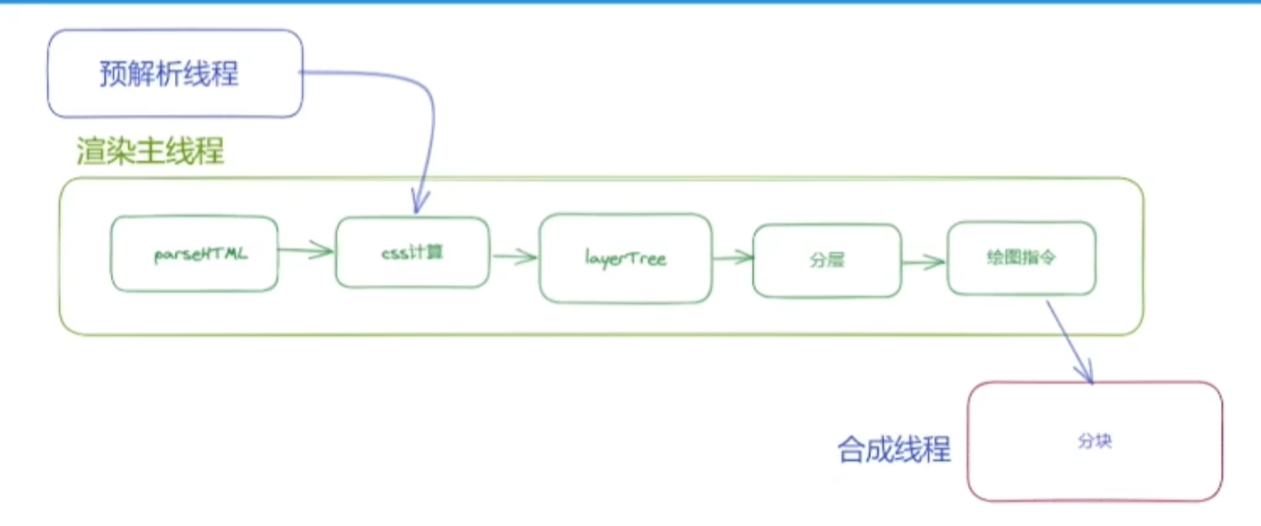 预解析线程
渲染主线程
parseHTML
css计算
layerTree
分层
绘图指令
合成线程
分块